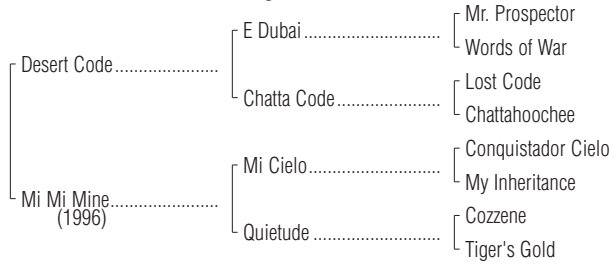 Mr. Prospector
E Dubai
Words of War
Desert Code
Lost Code
Chatta Code
Chattahoochee
Conquistador Cielo
Mi Cielo
My Inheritance
Mi Mi Mine
(1996)
Cozzene
Quietude
Tiger's Gold